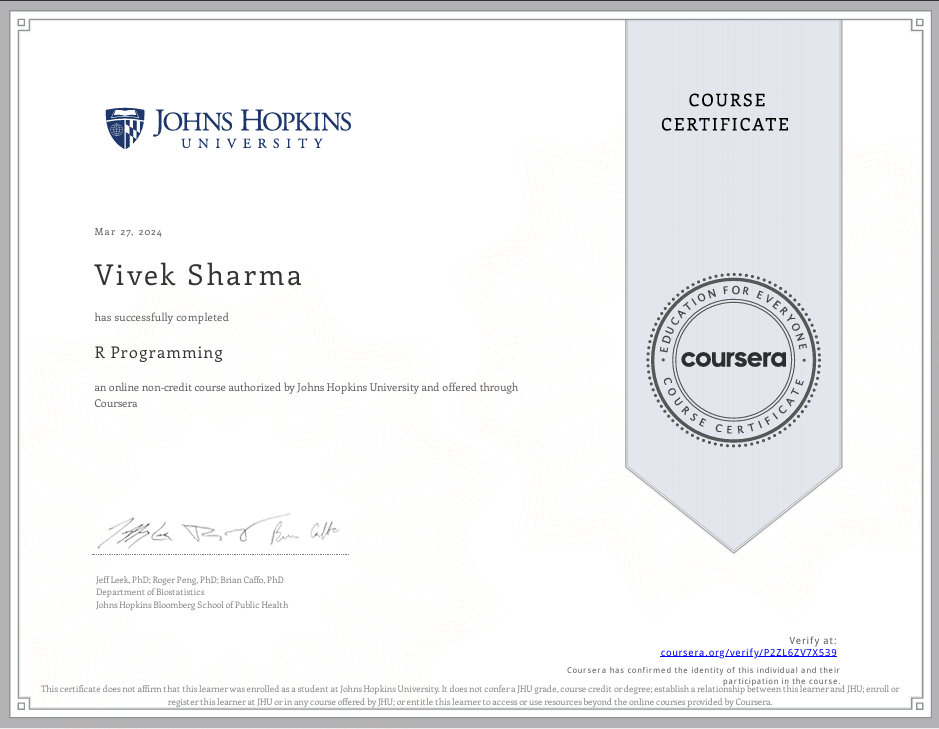 JOHNS HOPKINS
UNIVERSITY
COURSE
CERTIFICATE
Mar 27, 2024
Vivek Sharma
has successfully completed
R Programming
an online non-credit course authorized by Johns Hopkins University and offered through
Coursera
EDUCATION FOR EVERYONE
coursera
COURSE CERTIFICATE
Jeff Leek, PhD; Roger Peng, PhD; Brian Caffo, PhD
Department of Biostatistics
Johns Hopkins Bloomberg School of Public Health
Verify at:
coursera.org/verify/P2ZL6ZV7X539
Coursera has confirmed the identity of this individual and their
participation in the course.
This certificate does not affirm that this learner was enrolled as a student at Johns Hopkins University. It does not confer a JHU grade, course credit or degree; establish a relationship between this learner and JHU; enroll or
register this learner at JHU or in any course offered by JHU; or entitle this learner to access or use resources beyond the online courses provided by Coursera.